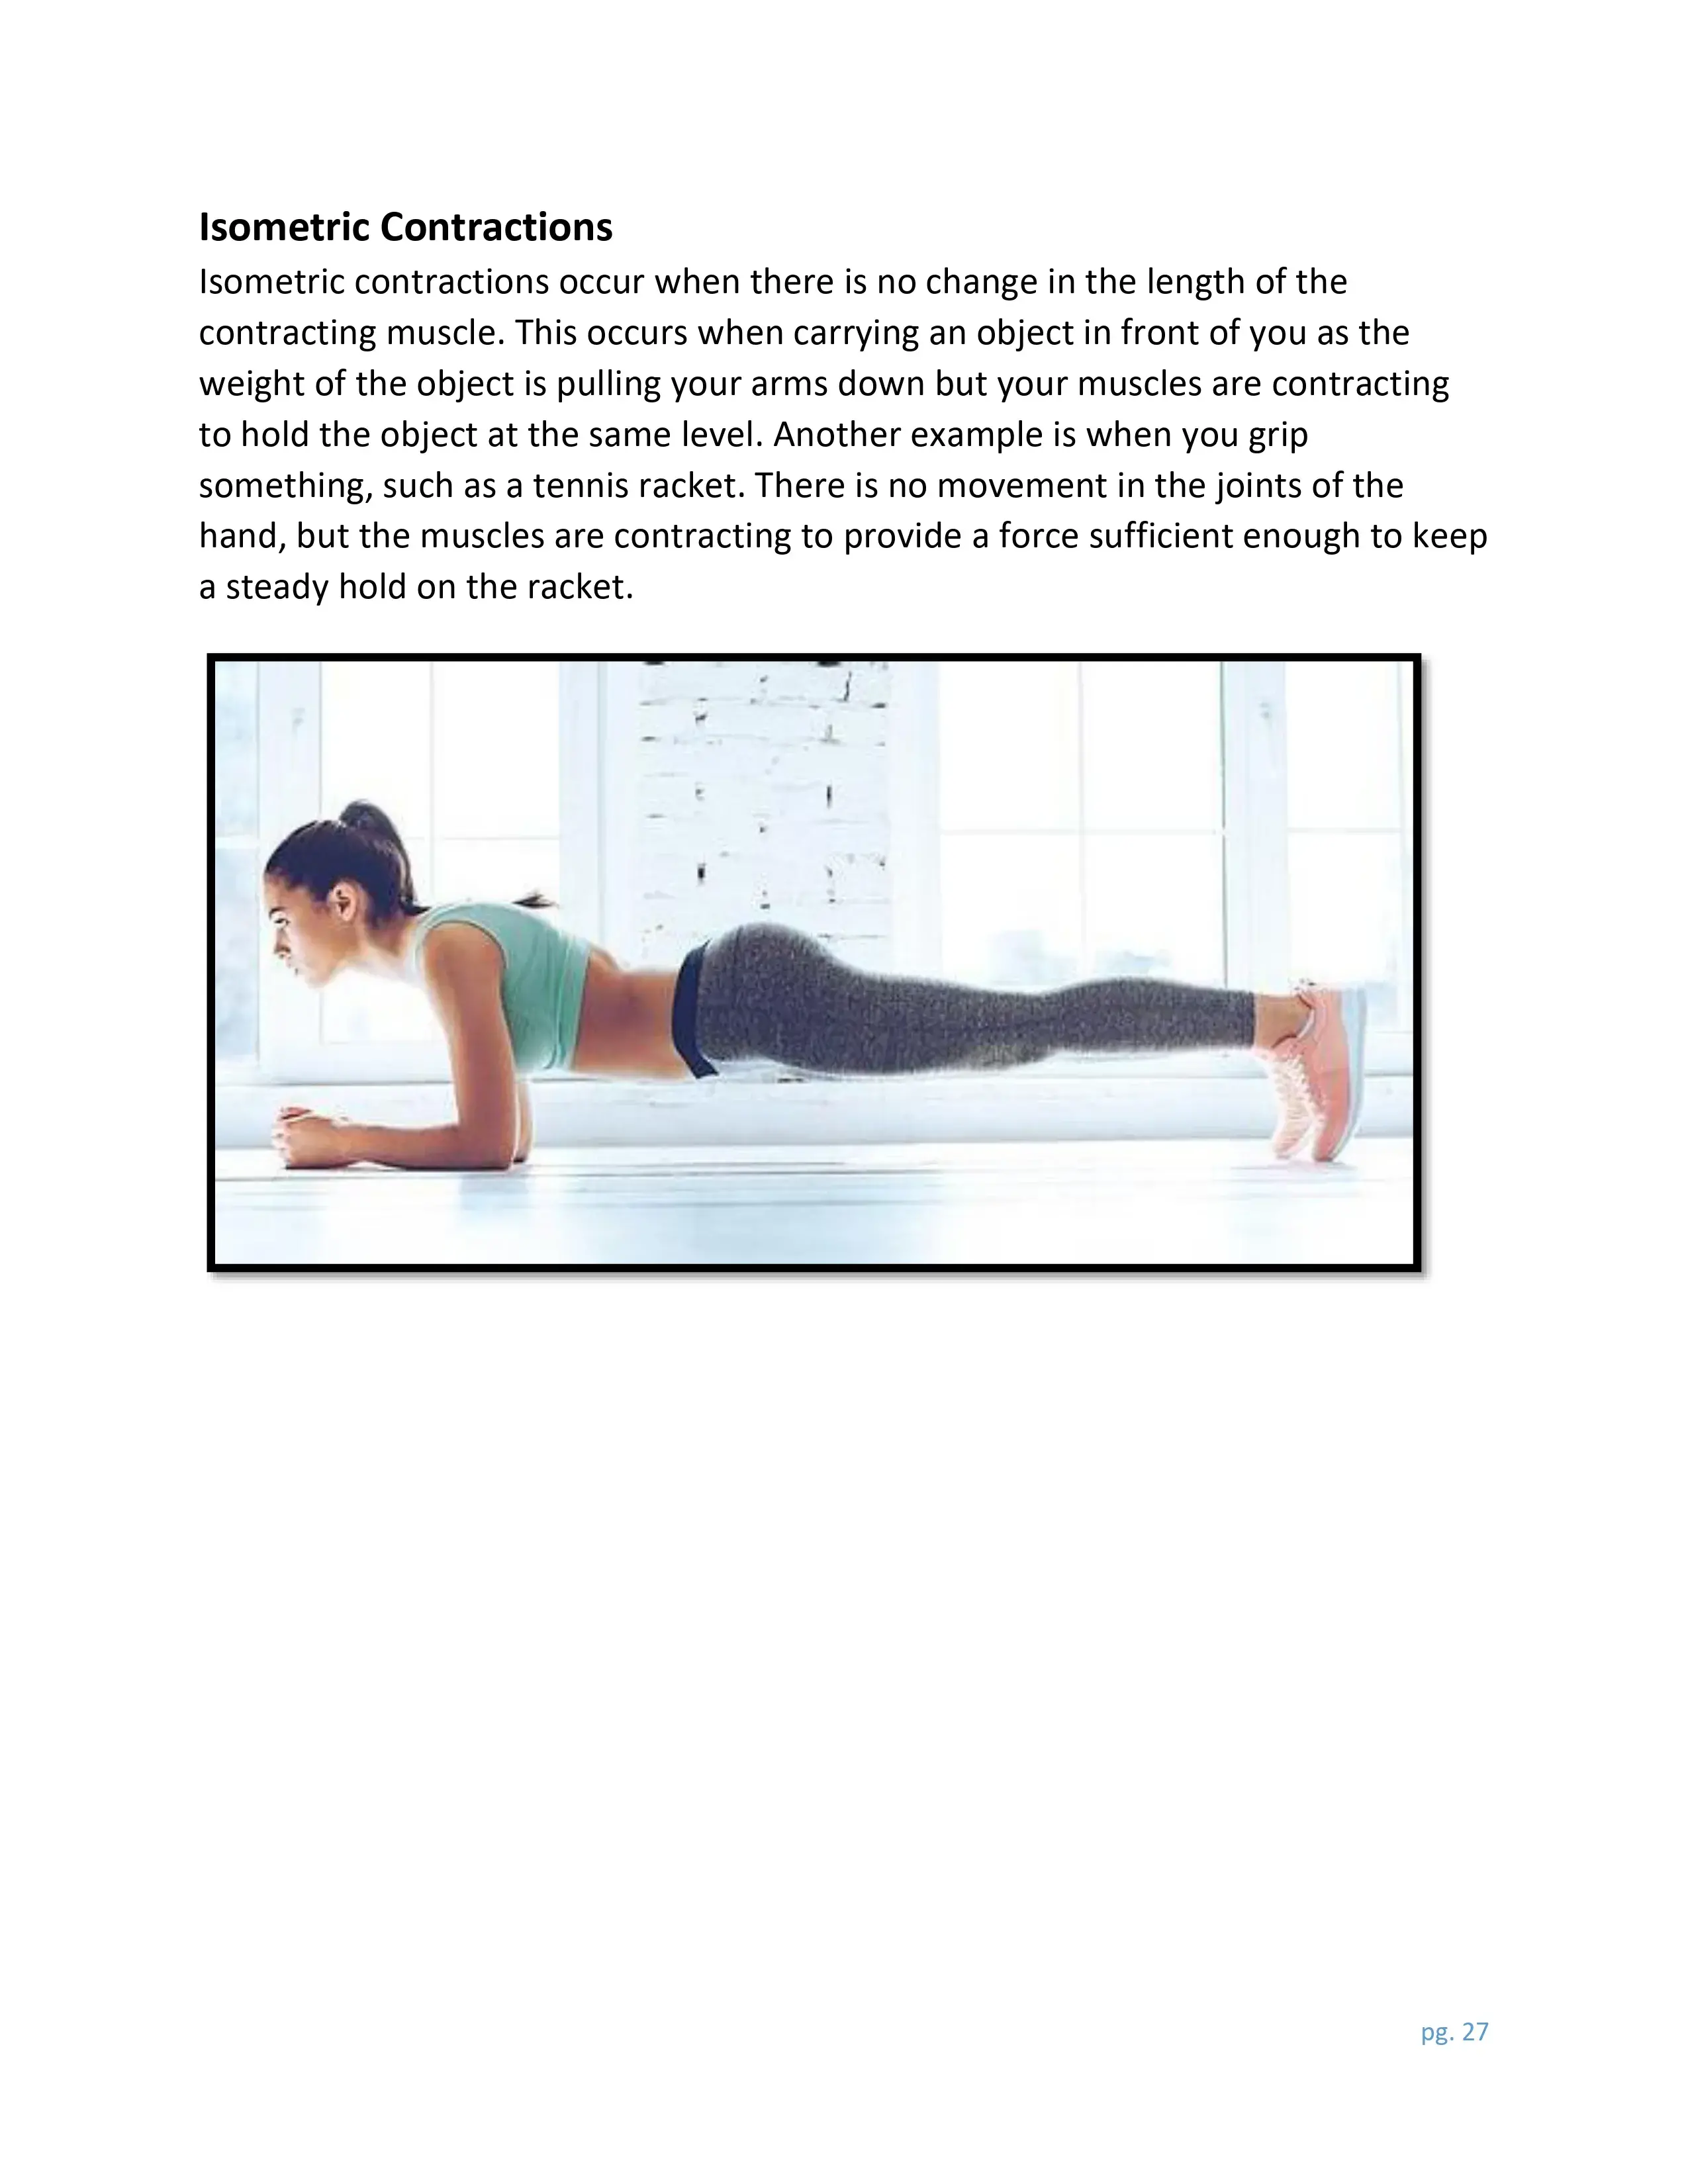 Isometric Contractions
Isometric contractions occur when there is no change in the length of the
contracting muscle. This occurs when carrying an object in front of you as the
weight of the object is pulling your arms down but your muscles are contracting
to hold the object at the same level. Another example is when you grip
something, such as a tennis racket. There is no movement in the joints of the
hand, but the muscles are contracting to provide a force sufficient enough to keep
a steady hold on the racket.
pg. 27